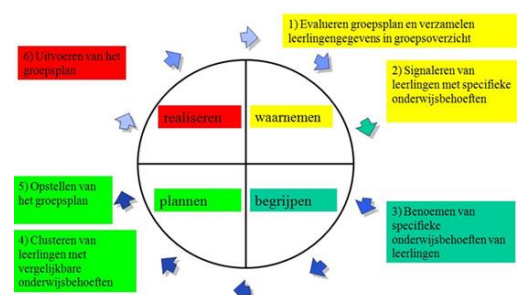 1) Evalueren groepsplan en verzamelen
leerlingengegevens in groepsoverzicht
2) Signaleren van
leerlingen met specifieke
onderwijsbehoeften
3) Benoemen van
specifieke
onderwijsbehoeften van
leerlingen
4) Clusteren van
leerlingen met
vergelijkbare
onderwijsbehoeften
5) Opstellen van
het groepsplan
6) Uitvoeren van het
groepsplan
realiseren
waarnemen
plannen
begrijpen